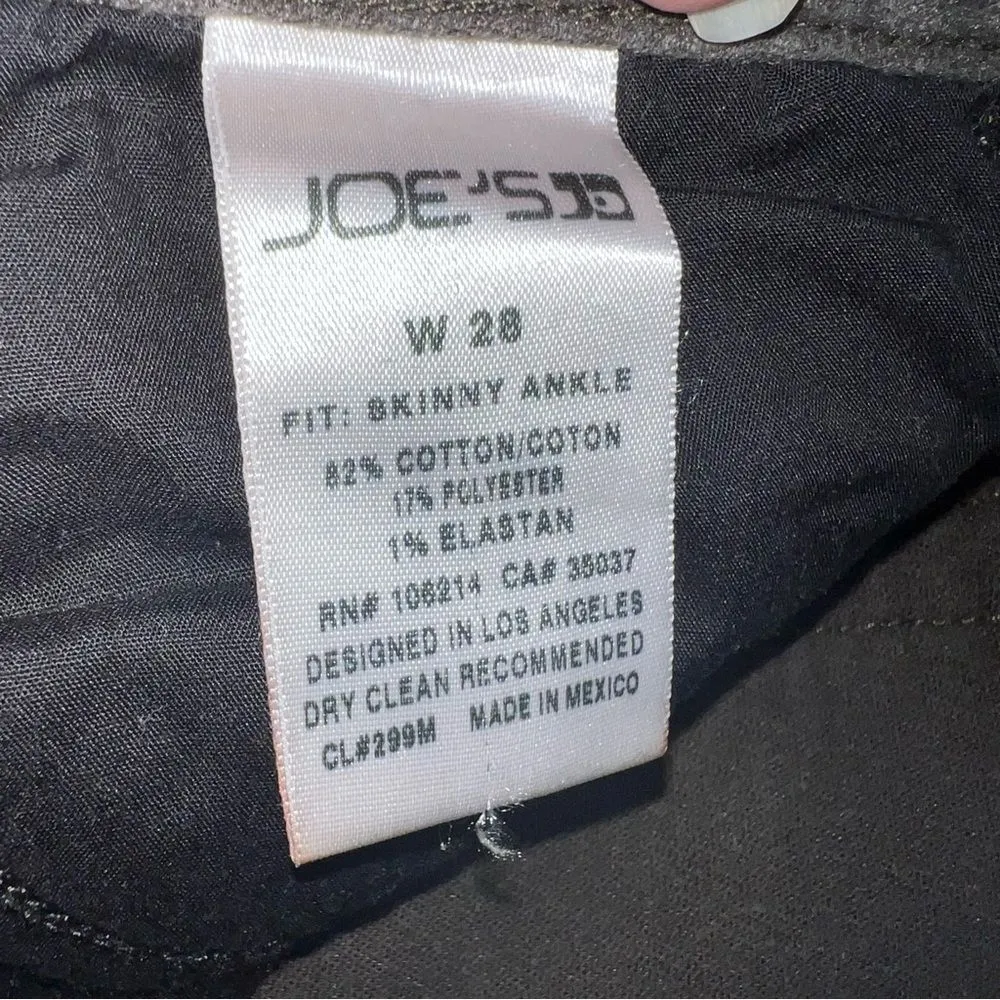 JOE'S
W 28
FIT: SKINNY ANKLE
82% COTTON/COTON
17% POLYESTER
1% ELASTAN
RN# 106214 CA# 35037
DESIGNED IN LOS ANGELES
DRY CLEAN RECOMMENDED
CL#299M MADE IN MEXICO